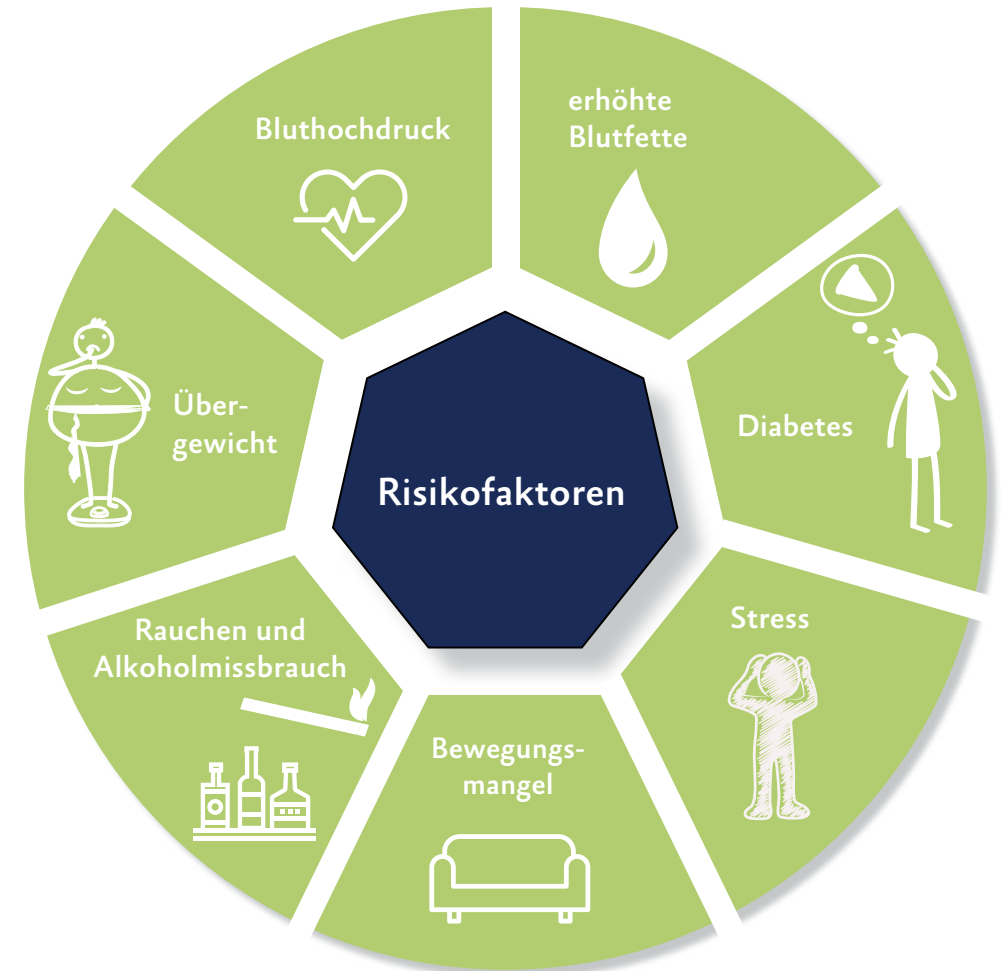 Bluthochdruck
erhöhte
Blutfette
Diabetes
Stress
Bewegungs-
mangel
Rauchen und
Alkoholmissbrauch
Über-
gewicht
Risikofaktoren